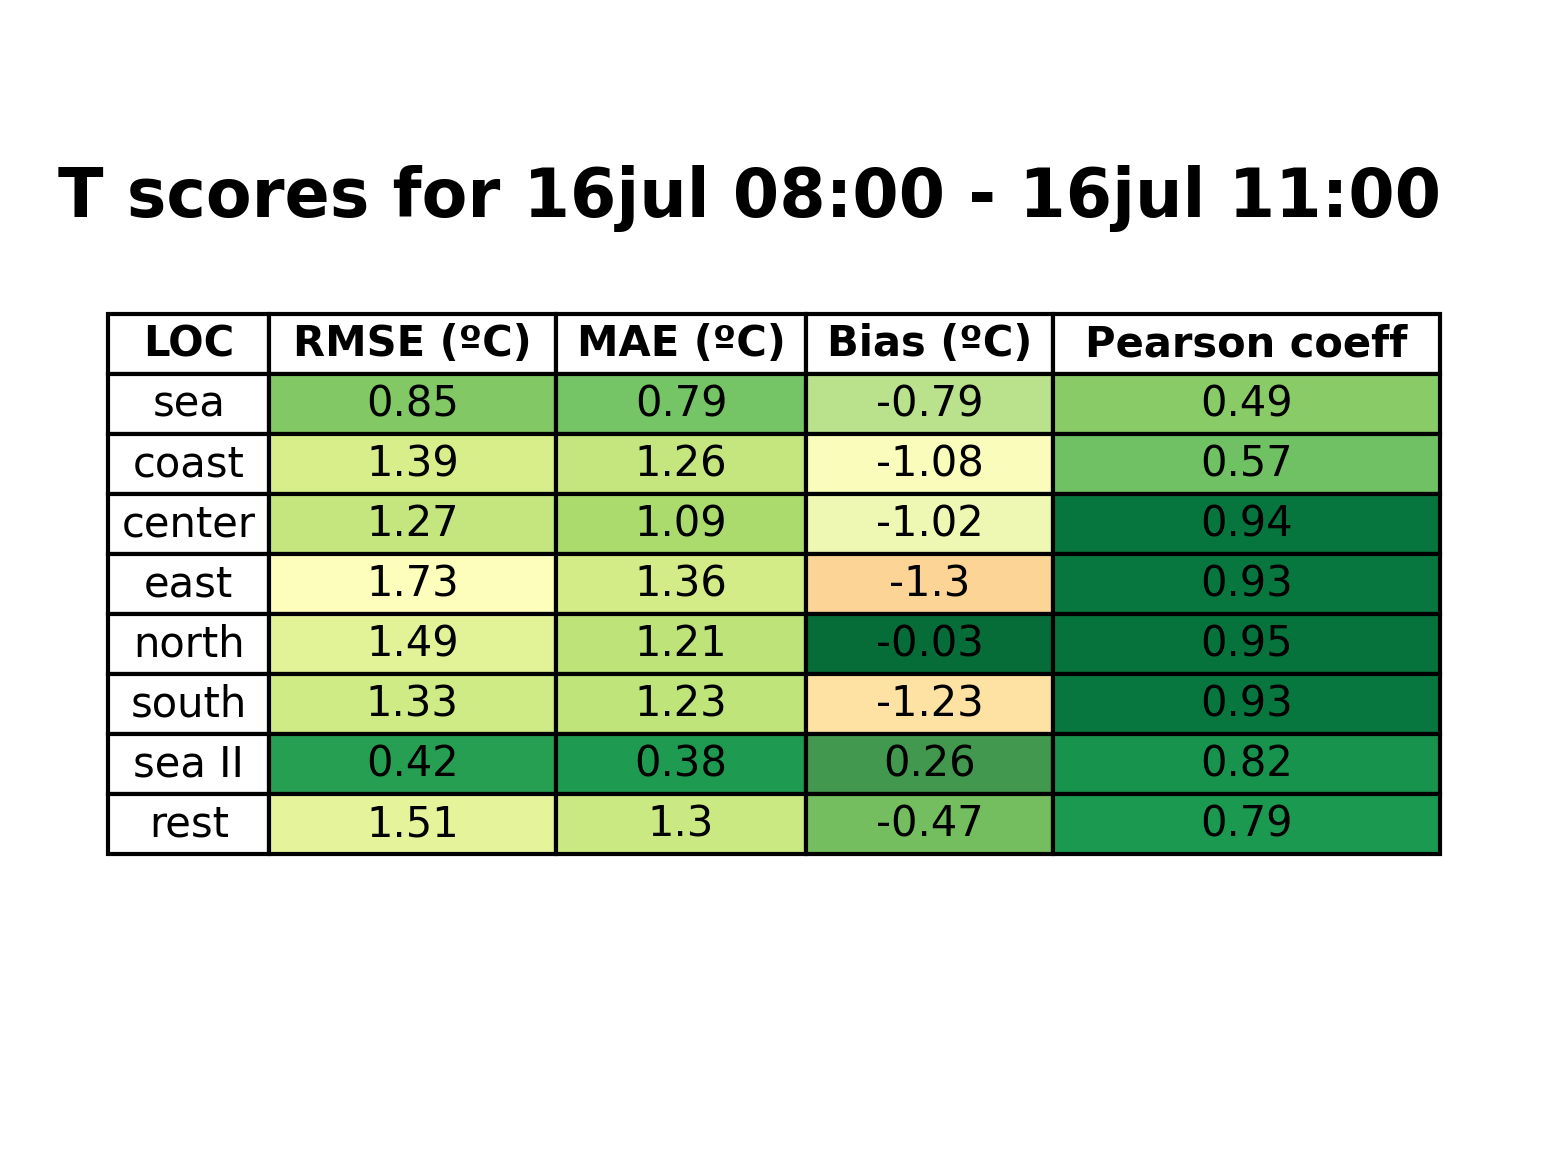 T scores for 16jul 08:00 - 16jul 11:00
LOC RMSE (ºC) MAE (ºC) Bias (ºC) Pearson coeff
sea 0.85 0.79 -0.79 0.49
coast 1.39 1.26 -1.08 0.57
center 1.27 1.09 -1.02 0.94
east 1.73 1.36 -1.3 0.93
north 1.49 1.21 -0.03 0.95
south 1.33 1.23 -1.23 0.93
sea II 0.42 0.38 0.26 0.82
rest 1.51 1.3 -0.47 0.79